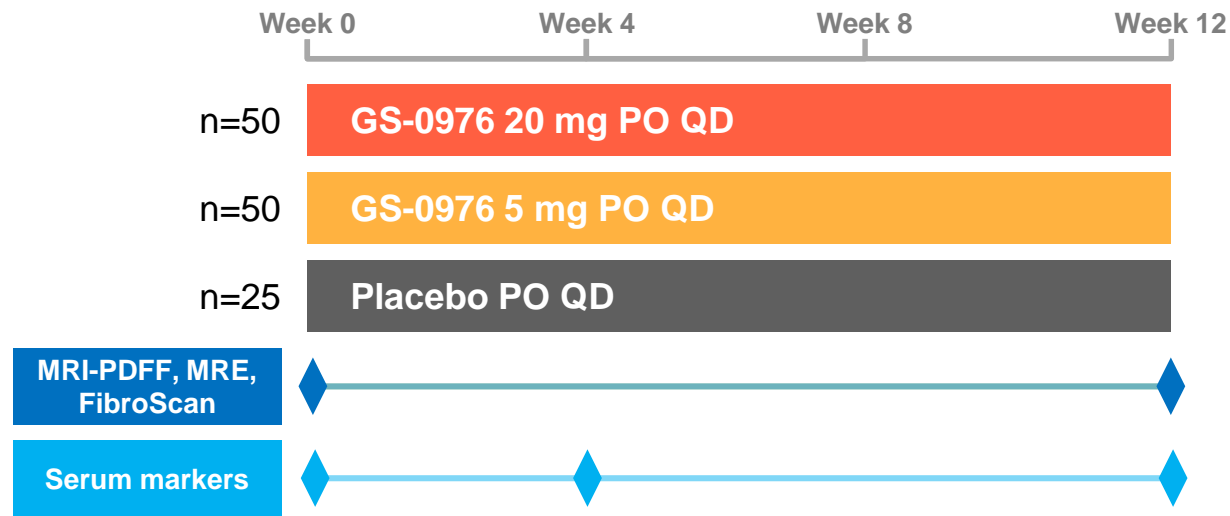 Week 0 Week 4 Week 8 Week 12
n=50 GS-0976 20 mg PO QD
n=50 GS-0976 5 mg PO QD
n=25 Placebo PO QD
MRI-PDFF, MRE,
FibroScan
Serum markers